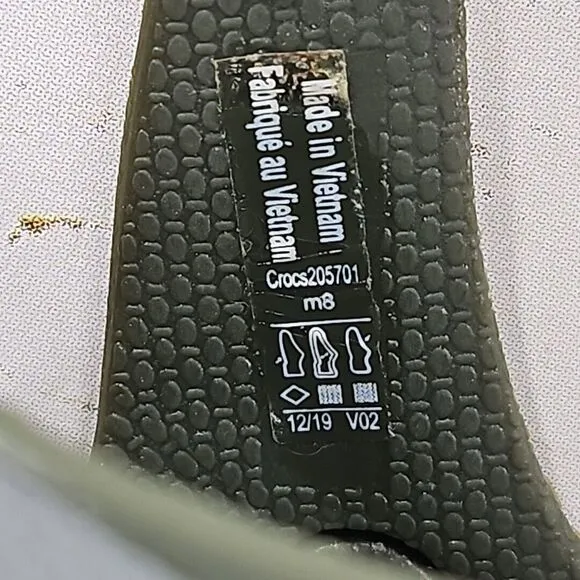 Made in Vietnam
Fabriqué au Vietnam
Crocs205701
m8
12/19 V02